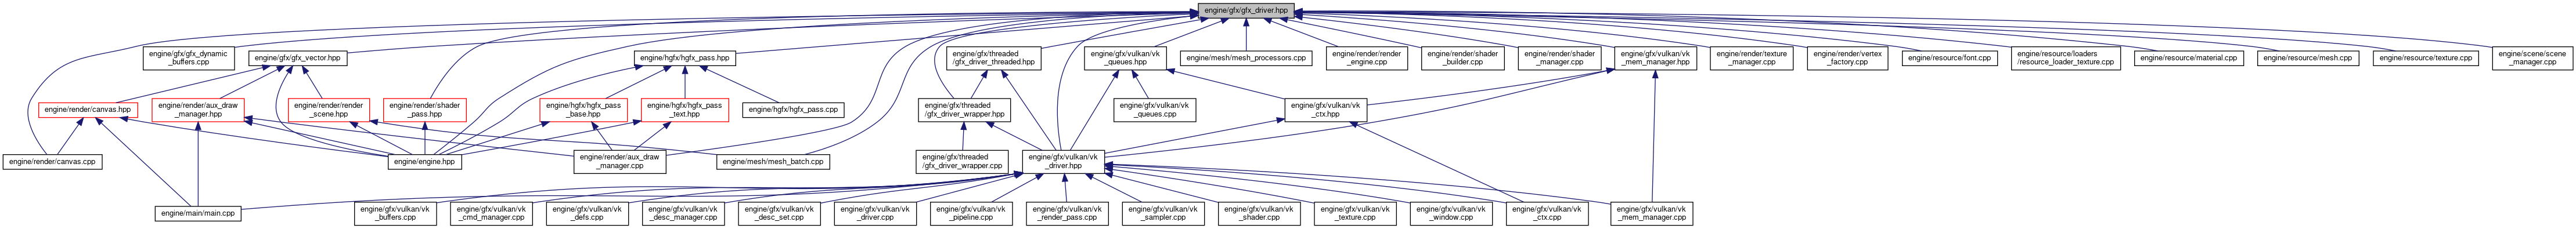 engine/gfx/gfx_driver.hpp
engine/gfx/gfx_dynamic
_buffers.cpp
engine/gfx/gfx_vector.hpp
engine/hgfx/hgfx_pass.hpp
engine/gfx/threaded
/gfx_driver_threaded.hpp
engine/gfx/vulkan/vk
_queues.hpp
engine/mesh/mesh_processors.cpp
engine/render/render
_engine.cpp
engine/render/shader
_builder.cpp
engine/render/shader
_manager.cpp
engine/gfx/vulkan/vk
_mem_manager.hpp
engine/render/texture
_manager.cpp
engine/render/vertex
_factory.cpp
engine/resource/font.cpp
engine/resource/loaders
/resource_loader_texture.cpp
engine/resource/material.cpp
engine/resource/mesh.cpp
engine/resource/texture.cpp
engine/scene/scene
_manager.cpp
engine/render/canvas.hpp
engine/render/aux_draw
_manager.hpp
engine/render/render
_scene.hpp
engine/render/shader
_pass.hpp
engine/hgfx/hgfx_pass
_base.hpp
engine/hgfx/hgfx_pass
_text.hpp
engine/hgfx/hgfx_pass.cpp
engine/gfx/threaded
/gfx_driver_wrapper.hpp
engine/gfx/vulkan/vk
_queues.cpp
engine/gfx/vulkan/vk
_ctx.hpp
engine/render/canvas.cpp
engine/engine.hpp
engine/render/aux_draw
_manager.cpp
engine/mesh/mesh_batch.cpp
engine/gfx/threaded
/gfx_driver_wrapper.cpp
engine/gfx/vulkan/vk
_driver.hpp
engine/main/main.cpp
engine/gfx/vulkan/vk
_buffers.cpp
engine/gfx/vulkan/vk
_cmd_manager.cpp
engine/gfx/vulkan/vk
_defs.cpp
engine/gfx/vulkan/vk
_desc_manager.cpp
engine/gfx/vulkan/vk
_desc_set.cpp
engine/gfx/vulkan/vk
_driver.cpp
engine/gfx/vulkan/vk
_pipeline.cpp
engine/gfx/vulkan/vk
_render_pass.cpp
engine/gfx/vulkan/vk
_sampler.cpp
engine/gfx/vulkan/vk
_shader.cpp
engine/gfx/vulkan/vk
_texture.cpp
engine/gfx/vulkan/vk
_window.cpp
engine/gfx/vulkan/vk
_ctx.cpp
engine/gfx/vulkan/vk
_mem_manager.cpp